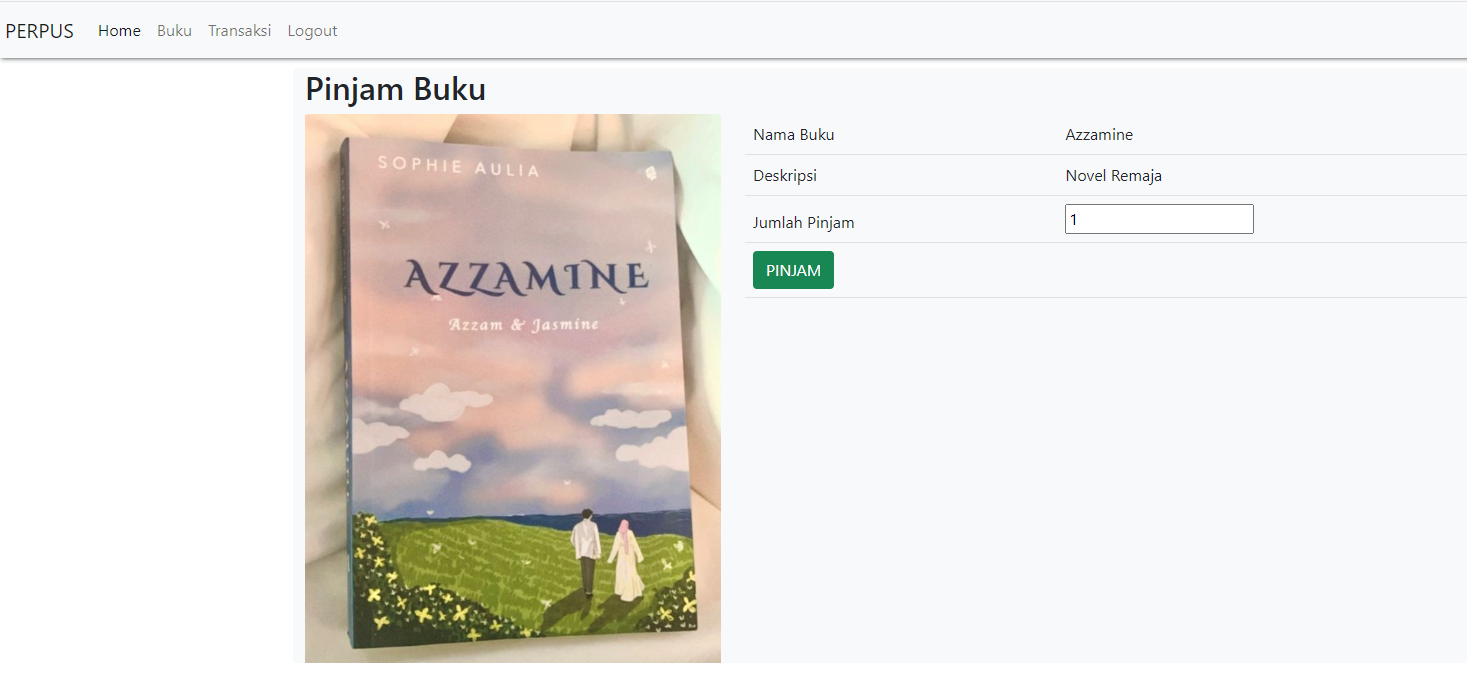 PERPUS Home Buku Transaksi Logout
Pinjam Buku
SOPHIE AULIA
AZZAMINE
Azzam & Jasmine
Nama Buku Azzamine
Deskripsi Novel Remaja
Jumlah Pinjam 1
PINJAM